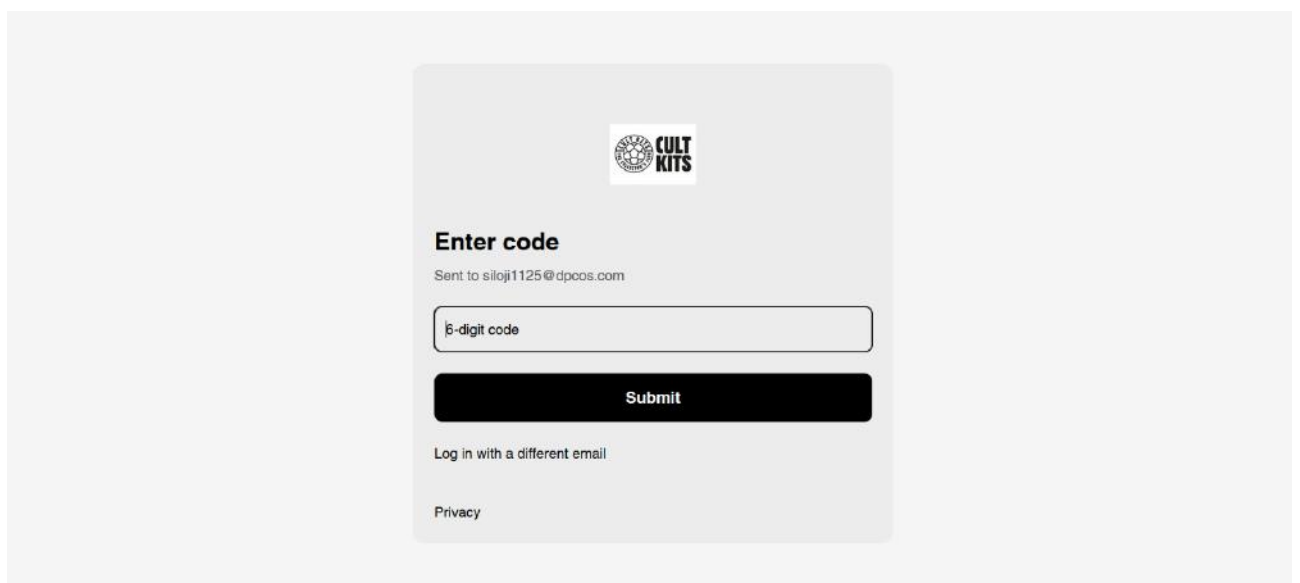 CULT
KITS
Enter code
Sent to siloji1125@dpcos.com
6-digit code
Submit
Log in with a different email
Privacy